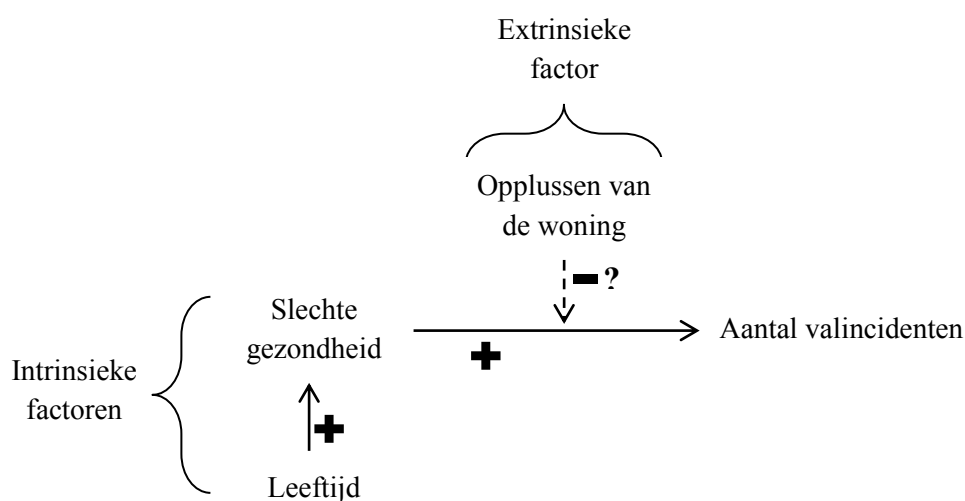 Extrinsieke
factor
Opplussen van
de woning
– ?
Slechte
gezondheid
+
Aantal valincidenten
Intrinsieke
factoren
+
Leeftijd